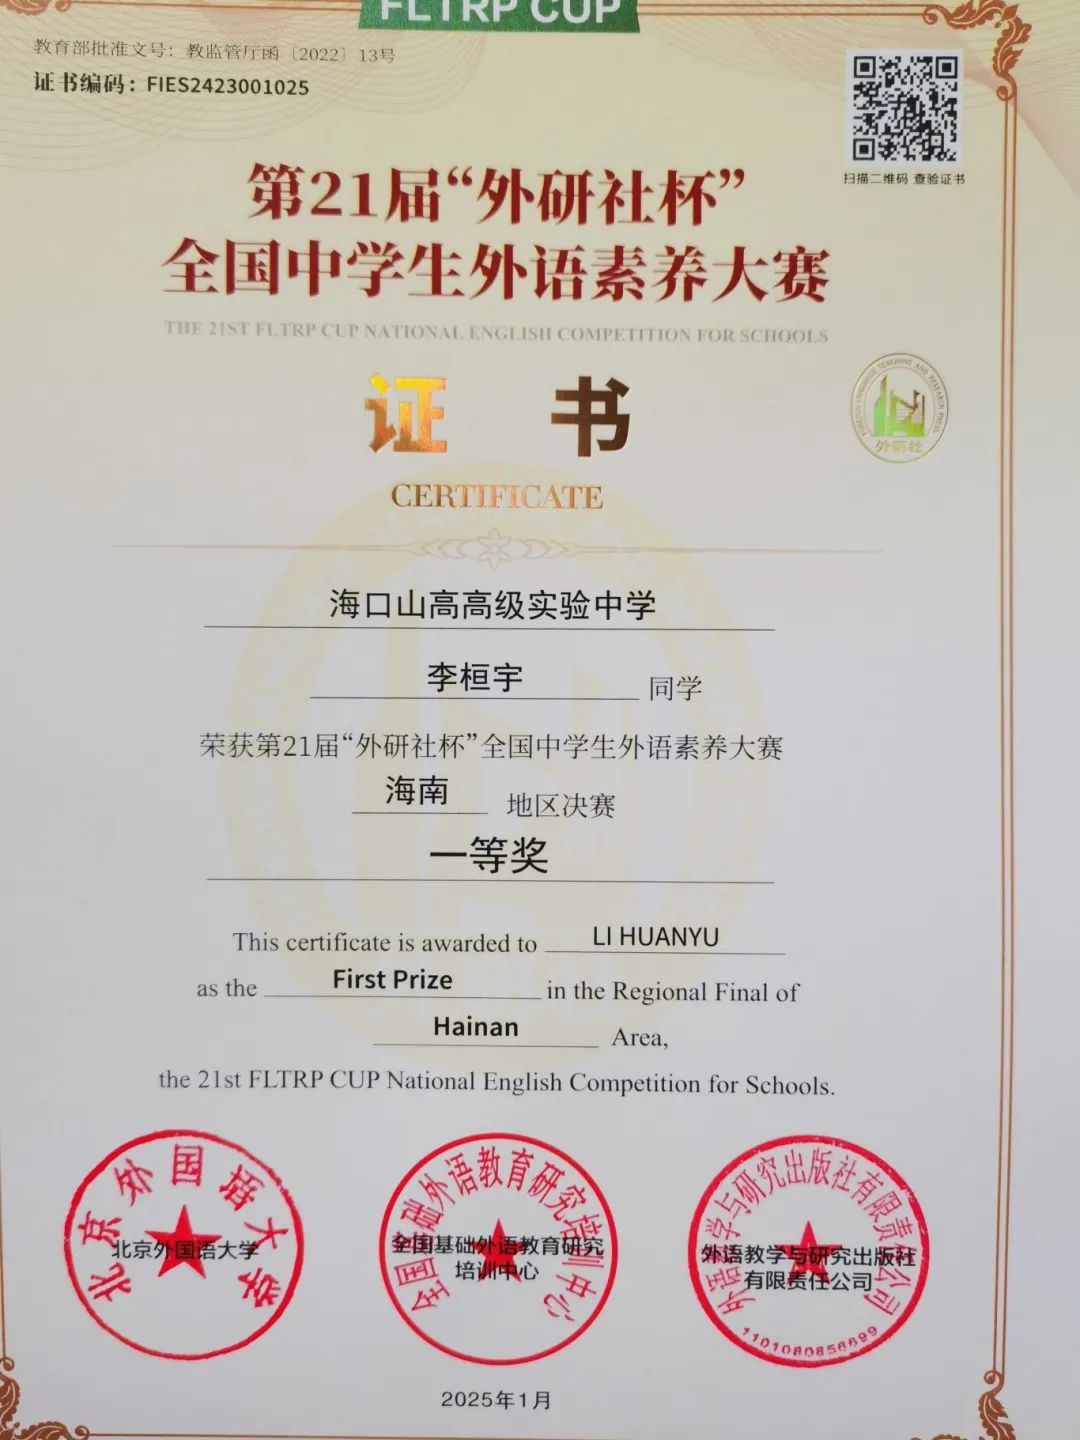 FLTRP CUP
教育部批准文号：教监管厅函〔2022〕13号
证书编码：FIES2423001025
扫描二维码 查验证书
第21届“外研社杯”
全国中学生外语素养大赛
THE 21ST FLTRP CUP NATIONAL ENGLISH COMPETITION FOR SCHOOLS
证 书
CERTIFICATE
FOREIGN LANGUAGE TEACHING AND RESEARCH PRESS
外研社
海口山高高级实验中学
李桓宇 同学
荣获第21届“外研社杯”全国中学生外语素养大赛
海南 地区决赛
一等奖
This certificate is awarded to LI HUANYU
as the First Prize in the Regional Final of
Hainan Area,
the 21st FLTRP CUP National English Competition for Schools.
北京外国语大学
北京外国语大学
全国基础外语教育研究培训中心
全国基础外语教育研究
培训中心
外语教学与研究出版社有限责任公司
外语教学与研究出版社
有限责任公司
1101080856699
2025年1月